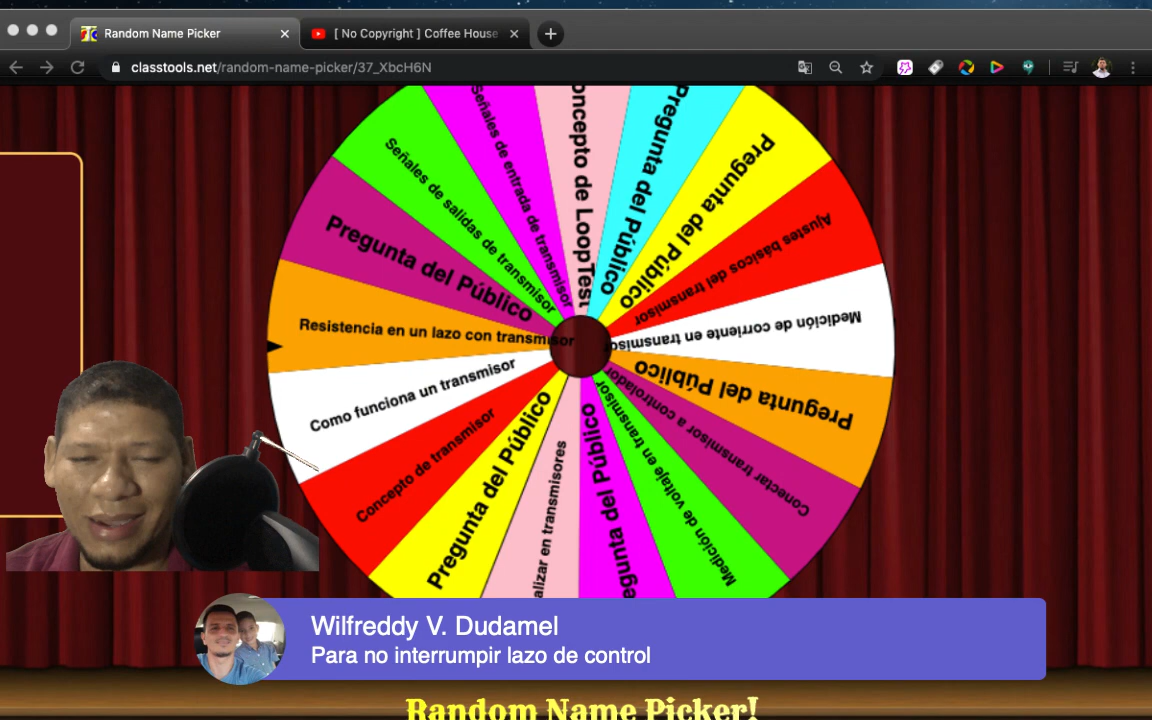 Random Name Picker
[ No Copyright ] Coffee House
classtools.net/random-name-picker/37_XbcH6N
Señales de entrada de transmisor
oncepto de LoopTest
Pregunta del Público
Pregunta del Público
Ajustes básicos del transmisor
Medición de corriente en transmisor
Pregunta del Público
Conectar transmisor a controlador
Medición de voltaje en transmisor
egunta del Público
alizar en transmisores
Pregunta del Público
Concepto de transmisor
Como funciona un transmisor
Resistencia en un lazo con transmisor
Pregunta del Público
Señales de salidas de transmisor
Wilfreddy V. Dudamel
Para no interrumpir lazo de control
Random Name Picker!